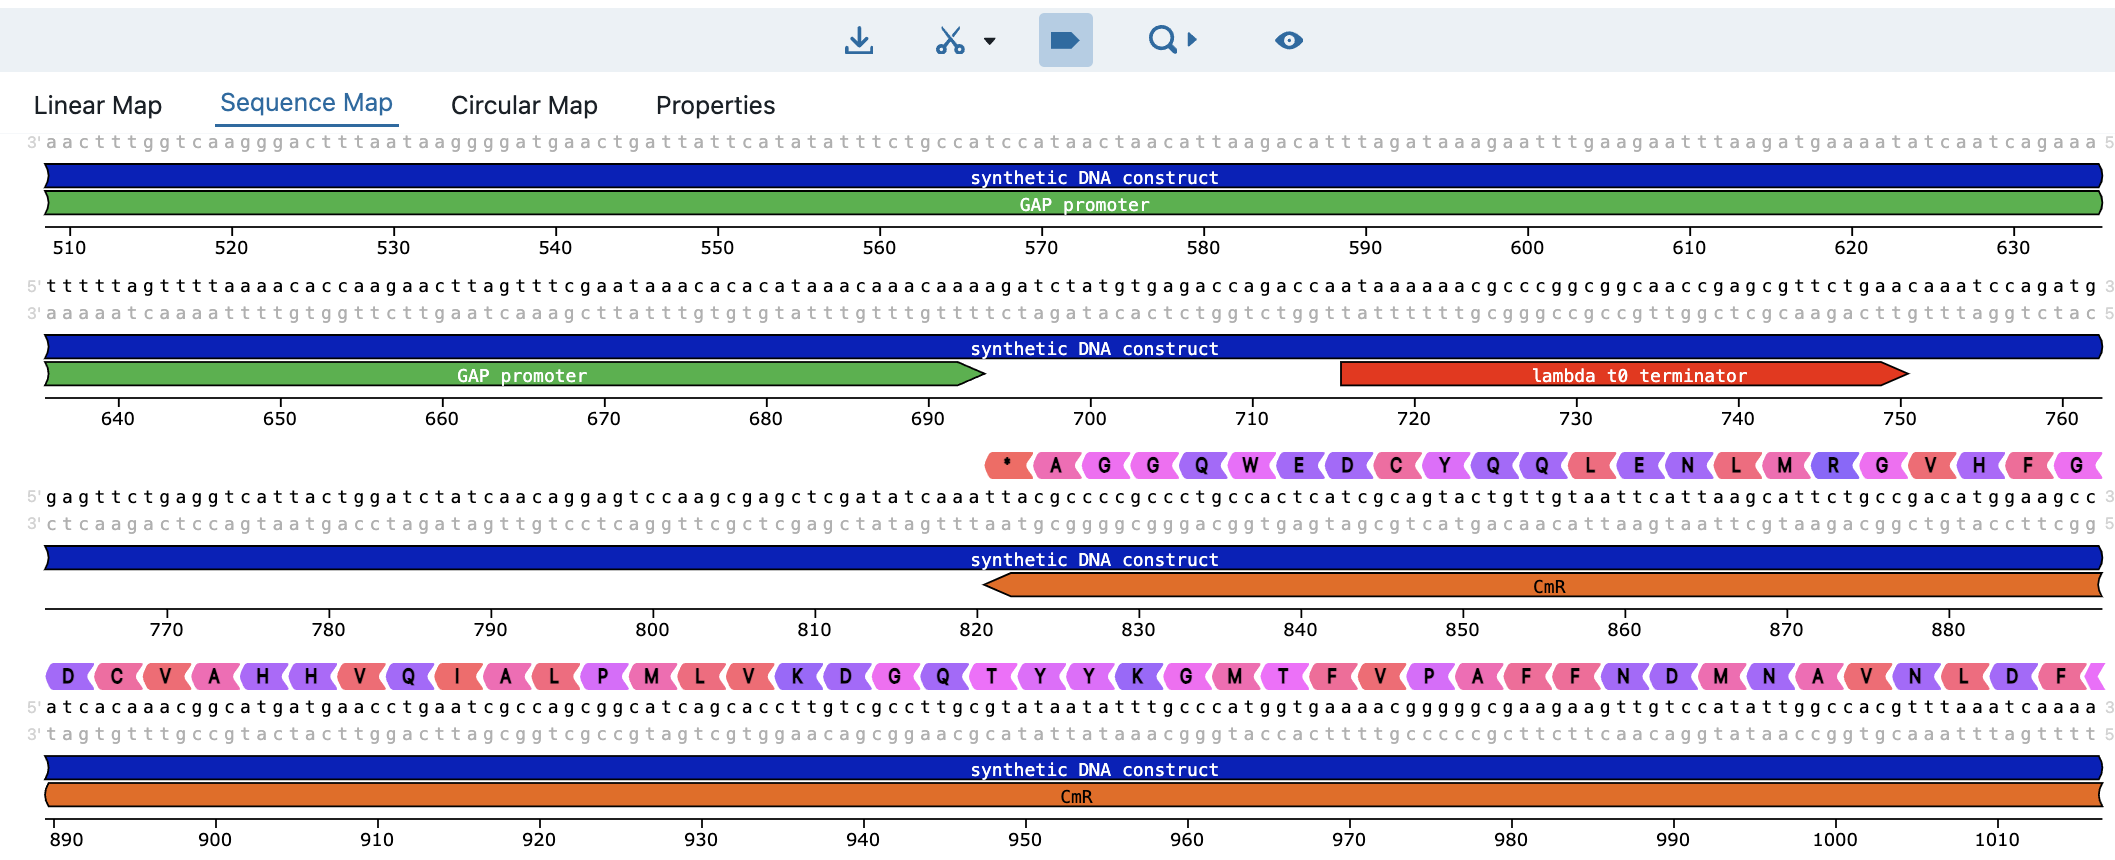 Linear Map Sequence Map Circular Map Properties
3' aactttggtcaagggactttaataaggggatgaactgattattcatatatttctgccatccataactaacattaagacatttagataaagaatttgaagaatttaagatgaaaatatcaatcagaaa 5
synthetic DNA construct
GAP promoter
510 520 530 540 550 560 570 580 590 600 610 620 630
5' tttttagttttaaaacaccaagaacttagtttcgaataaacacacataaacaaacaaaagatctatgtgagaccagaccaataaaaaacgcccggcggcaaccgagcgttctgaacaaatccagatg 3
3' aaaaatcaaaattttgtggttcttgaatcaaagcttatttgtgtgtatttgtttgttttctagatacactctggtctggttattttttgcgggccgccgttggctcgcaagacttgtttaggtctac 5
synthetic DNA construct
GAP promoter lambda t0 terminator
640 650 660 670 680 690 700 710 720 730 740 750 760
* A G G Q W E D C Y Q Q L E N L M R G V H F G
5' gagttctgaggtcattactggatctatcaacaggagtccaagcgagctcgatatcaaattacgccccgccctgccactcatcgcagtactgttgtaattcattaagcattctgccgacatggaagcc 3
3' ctcaagactccagtaatgacctagatagttgtcctcaggttcgctcgagctatagtttaatgcggggcgggacggtgagtagcgtcatgacaacattaagtaattcgtaagacggctgtaccttcgg 5
synthetic DNA construct
CmR
770 780 790 800 810 820 830 840 850 860 870 880
D C V A H H V Q I A L P M L V K D G Q T Y Y K G M T F V P A F F N D M N A V N L D F
5' atcacaaacggcatgatgaacctgaatcgccagcggcatcagcaccttgtcgccttgcgtataatatttgcccatggtgaaaacgggggcgaagaagttgtccatattggccacgtttaaatcaaaa 3
3' tagtgtttgccgtactacttggacttagcggtcgccgtagtcgtggaacagcggaacgcatattataaacgggtaccacttttgcccccgcttcttcaacaggtataaccggtgcaaatttagtttt 5
synthetic DNA construct
CmR
890 900 910 920 930 940 950 960 970 980 990 1000 1010